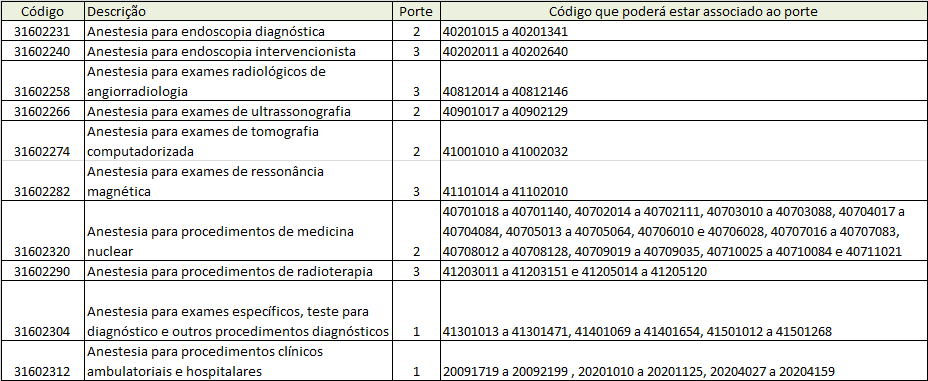 Código Descrição Porte Código que poderá estar associado ao porte
31602231 Anestesia para endoscopia diagnóstica 2 40201015 a 40201341
31602240 Anestesia para endoscopia intervencionista 3 40202011 a 40202640
Anestesia para exames radiológicos de
31602258 angiorradiologia 3 40812014 a 40812146
31602266 Anestesia para exames de ultrassonografia 2 40901017 a 40902129
Anestesia para exames de tomografia
31602274 computadorizada 2 41001010 a 41002032
Anestesia para exames de ressonância
31602282 magnética 3 41101014 a 41102010
40701018 a 40701140, 40702014 a 40702111, 40703010 a 40703088, 40704017 a
Anestesia para procedimentos de medicina 40704084, 40705013 a 40705064, 40706010 e 40706028, 40707016 a 40707083,
31602320 nuclear 2 40708012 a 40708128, 40709019 a 40709035, 40710025 a 40710084 e 40711021
31602290 Anestesia para procedimentos de radioterapia 3 41203011 a 41203151 e 41205014 a 41205120
Anestesia para exames específicos, teste para
31602304 diagnóstico e outros procedimentos diagnósticos 1 41301013 a 41301471, 41401069 a 41401654, 41501012 a 41501268
Anestesia para procedimentos clínicos
31602312 ambulatoriais e hospitalares 1 20091719 a 20092199 , 20201010 a 20201125, 20204027 a 20204159